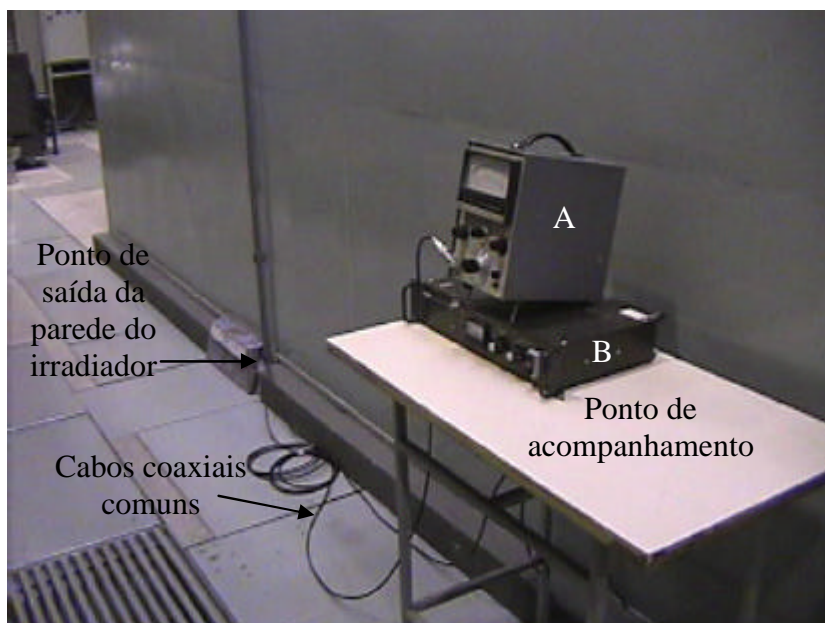 A
Ponto de
saída da
parede do
irradiador
B
Ponto de
acompanhamento
Cabos coaxiais
comuns